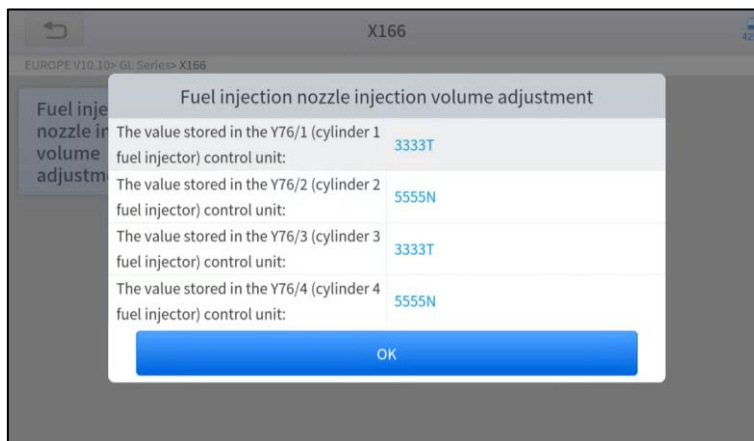 X166
42%
EUROPE V10.10> GL Series> X166
Fuel inje
nozzle in
volume
adjustm
Fuel injection nozzle injection volume adjustment
The value stored in the Y76/1 (cylinder 1
fuel injector) control unit:
3333T
The value stored in the Y76/2 (cylinder 2
fuel injector) control unit:
5555N
The value stored in the Y76/3 (cylinder 3
fuel injector) control unit:
3333T
The value stored in the Y76/4 (cylinder 4
fuel injector) control unit:
5555N
OK